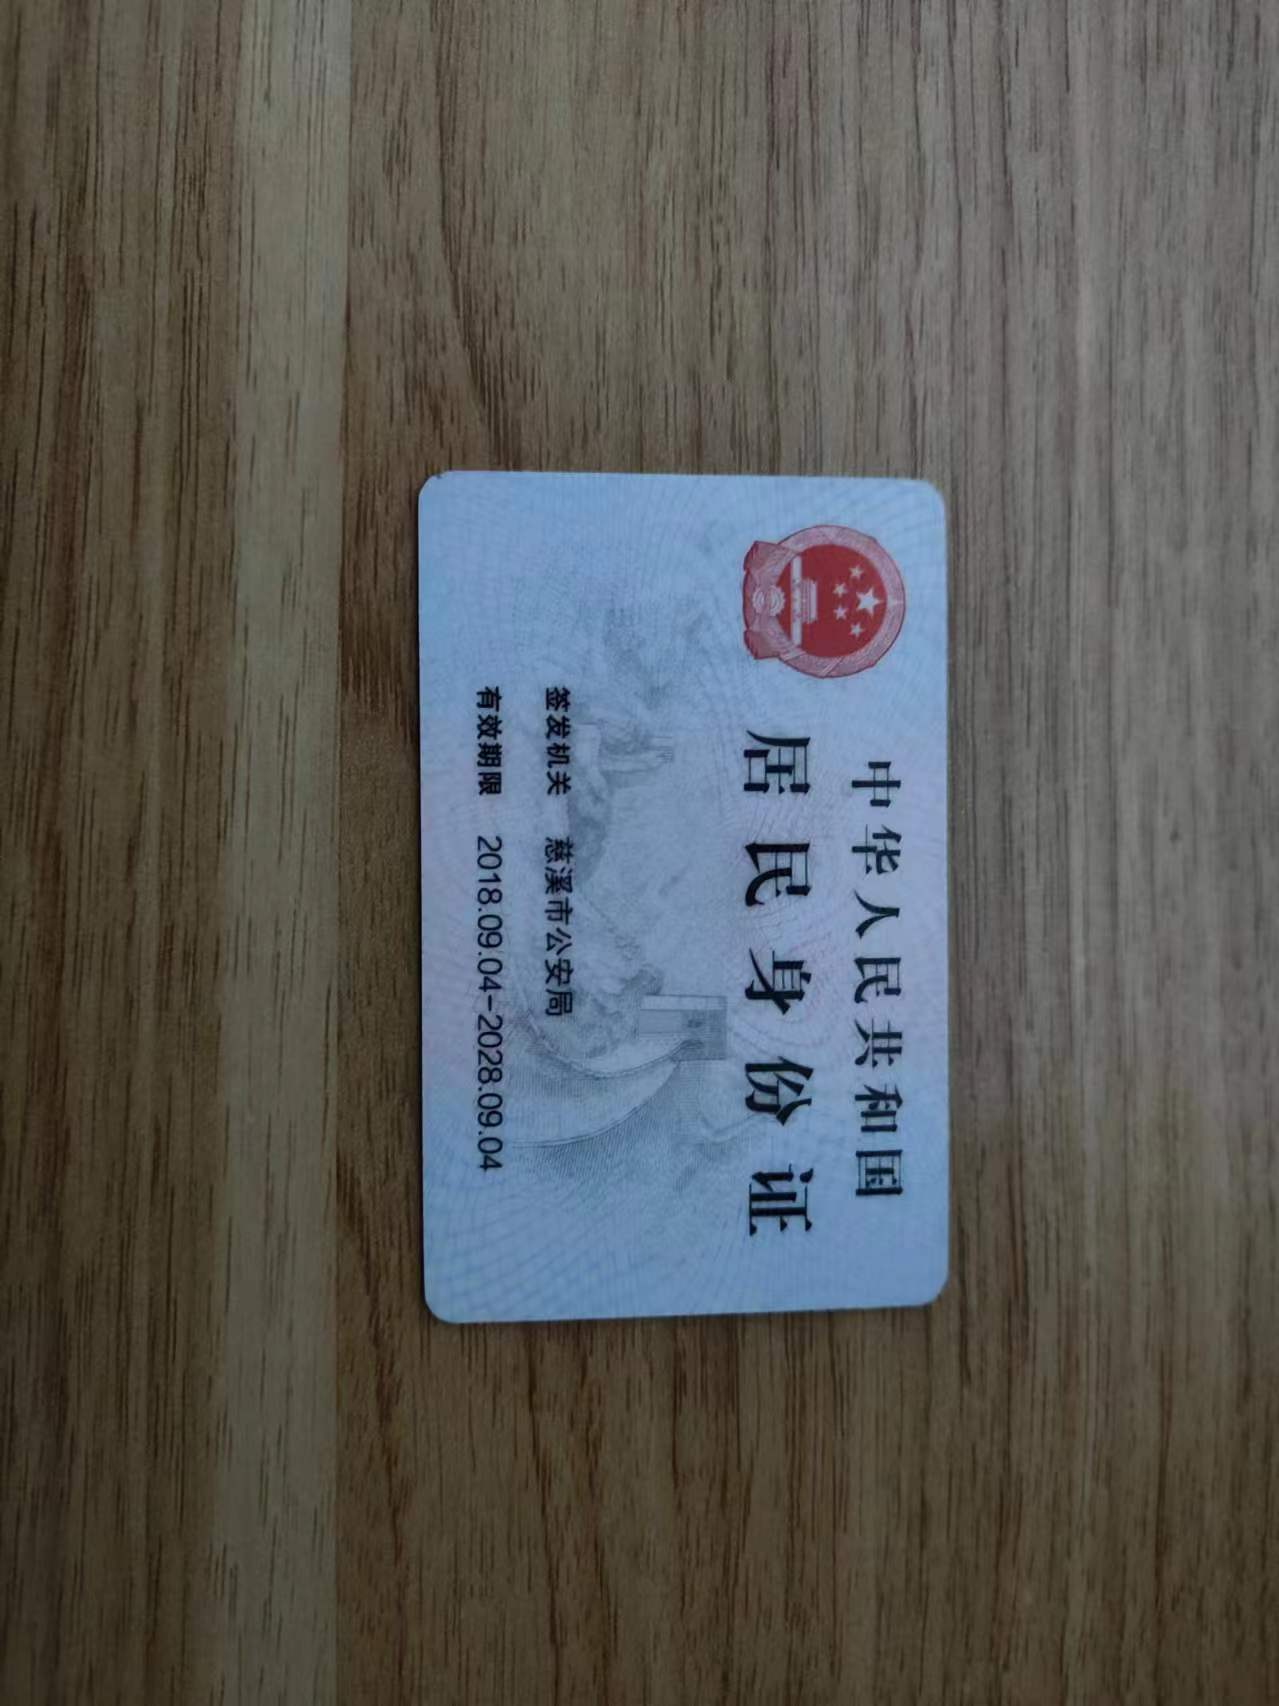 中华人民共和国
居民身份证
签发机关 慈溪市公安局
有效期限 2018.09.04-2028.09.04